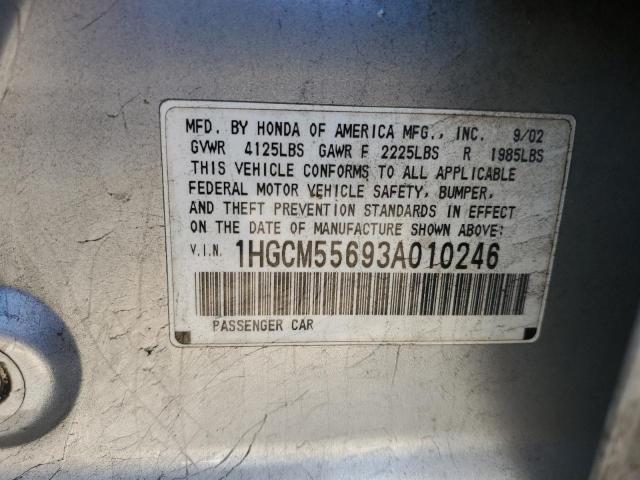 MFD. BY HONDA OF AMERICA MFG., INC. 9/02
GVWR 4125LBS GAWR F 2225LBS R 1985LBS
THIS VEHICLE CONFORMS TO ALL APPLICABLE
FEDERAL MOTOR VEHICLE SAFETY, BUMPER,
AND THEFT PREVENTION STANDARDS IN EFFECT
ON THE DATE OF MANUFACTURE SHOWN ABOVE:
V.I.N. 1HGCM55693A010246
PASSENGER CAR